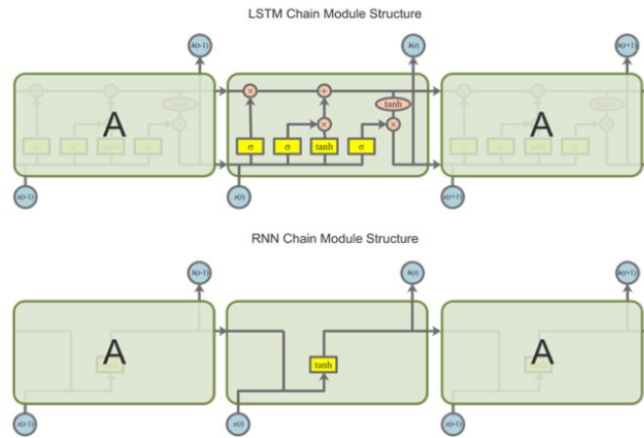 LSTM Chain Module Structure
h(t-1) h(t) h(t+1)
× + tanh
A × × A
σ σ tanh σ
x(t-1) x(t) x(t+1)
RNN Chain Module Structure
h(t-1) h(t) h(t+1)
A tanh A
x(t-1) x(t) x(t+1)